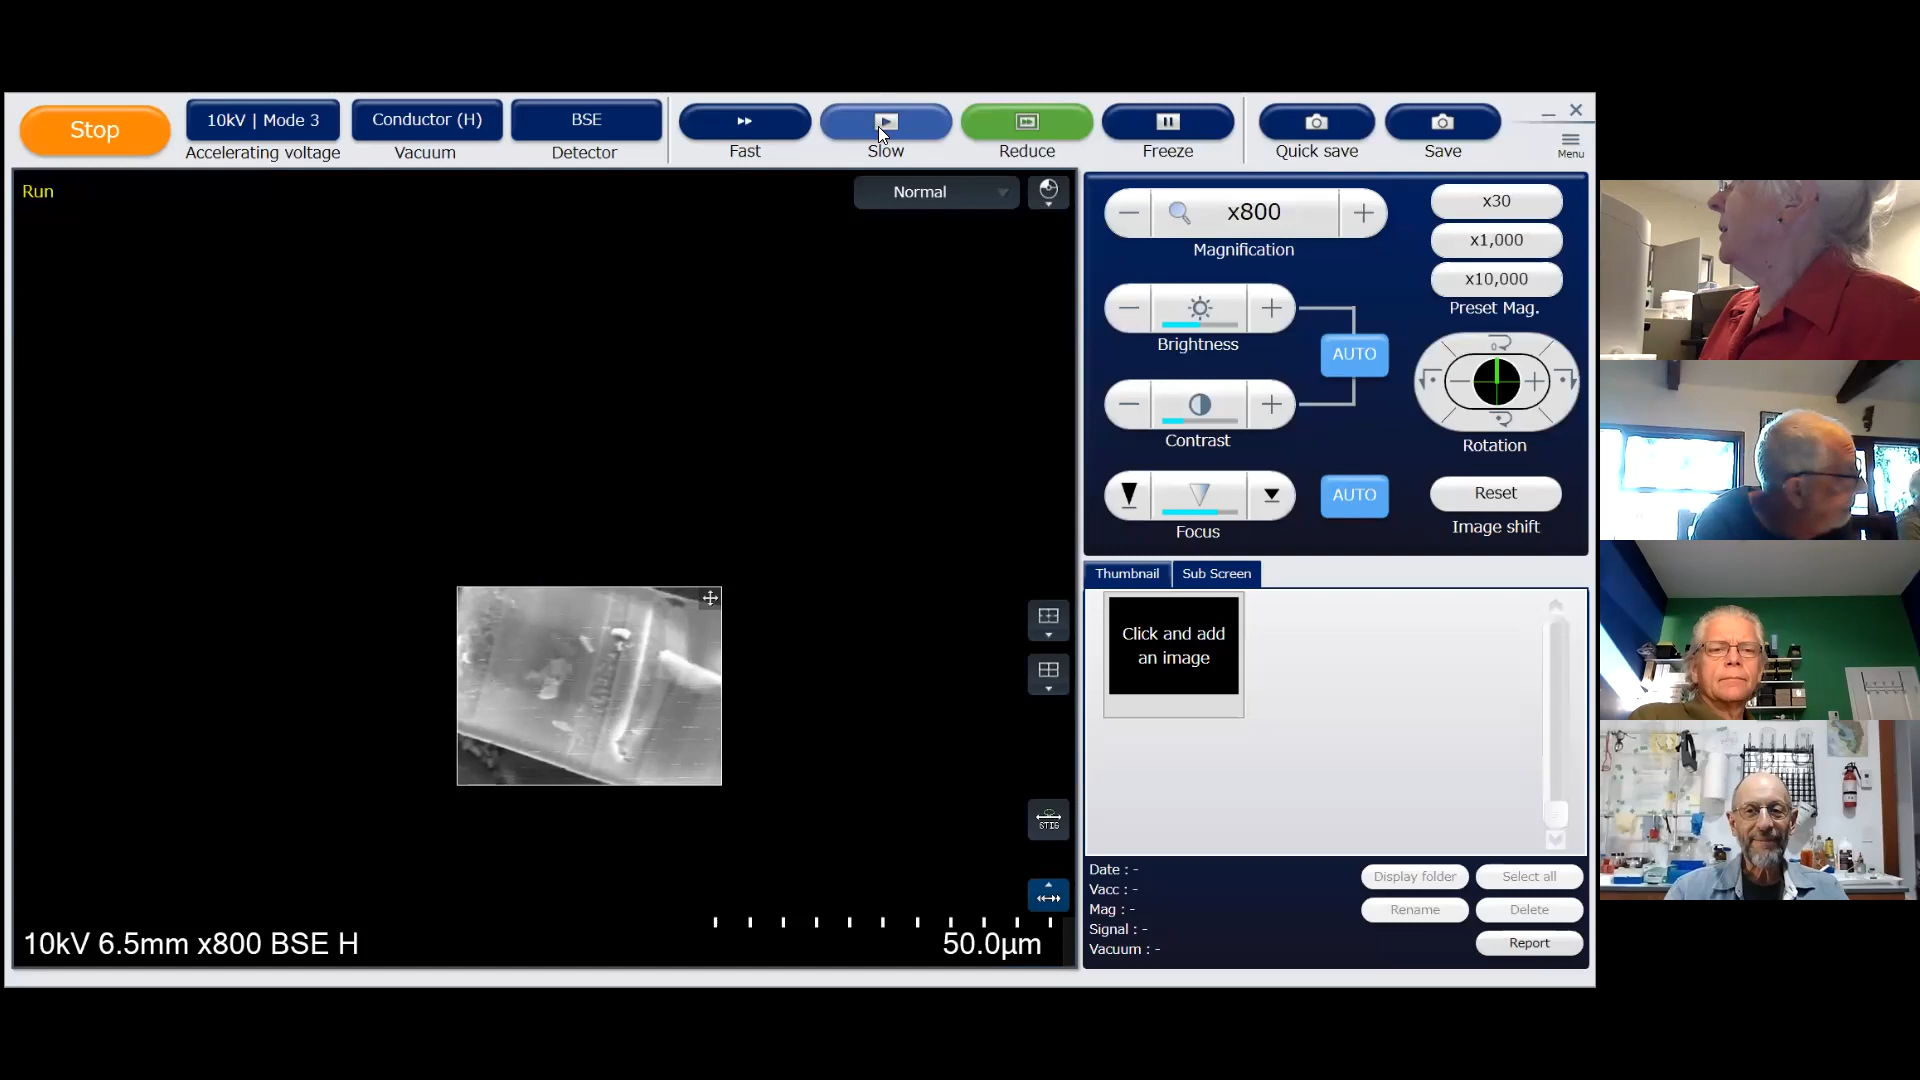 Stop
10kV | Mode 3
Accelerating voltage
Conductor (H)
Vacuum
BSE
Detector
Fast
Slow
Reduce
Freeze
Quick save
Save
Menu
Run
Normal
x800
Magnification
x30
x1,000
x10,000
Preset Mag.
Brightness
AUTO
Contrast
0
Rotation
Focus
AUTO
Reset
Image shift
Thumbnail
Sub Screen
Click and add
an image
STIG
Date : -
Vacc : -
Mag : -
Signal : -
Vacuum : -
Display folder
Select all
Rename
Delete
Report
10kV 6.5mm x800 BSE H
50.0µm